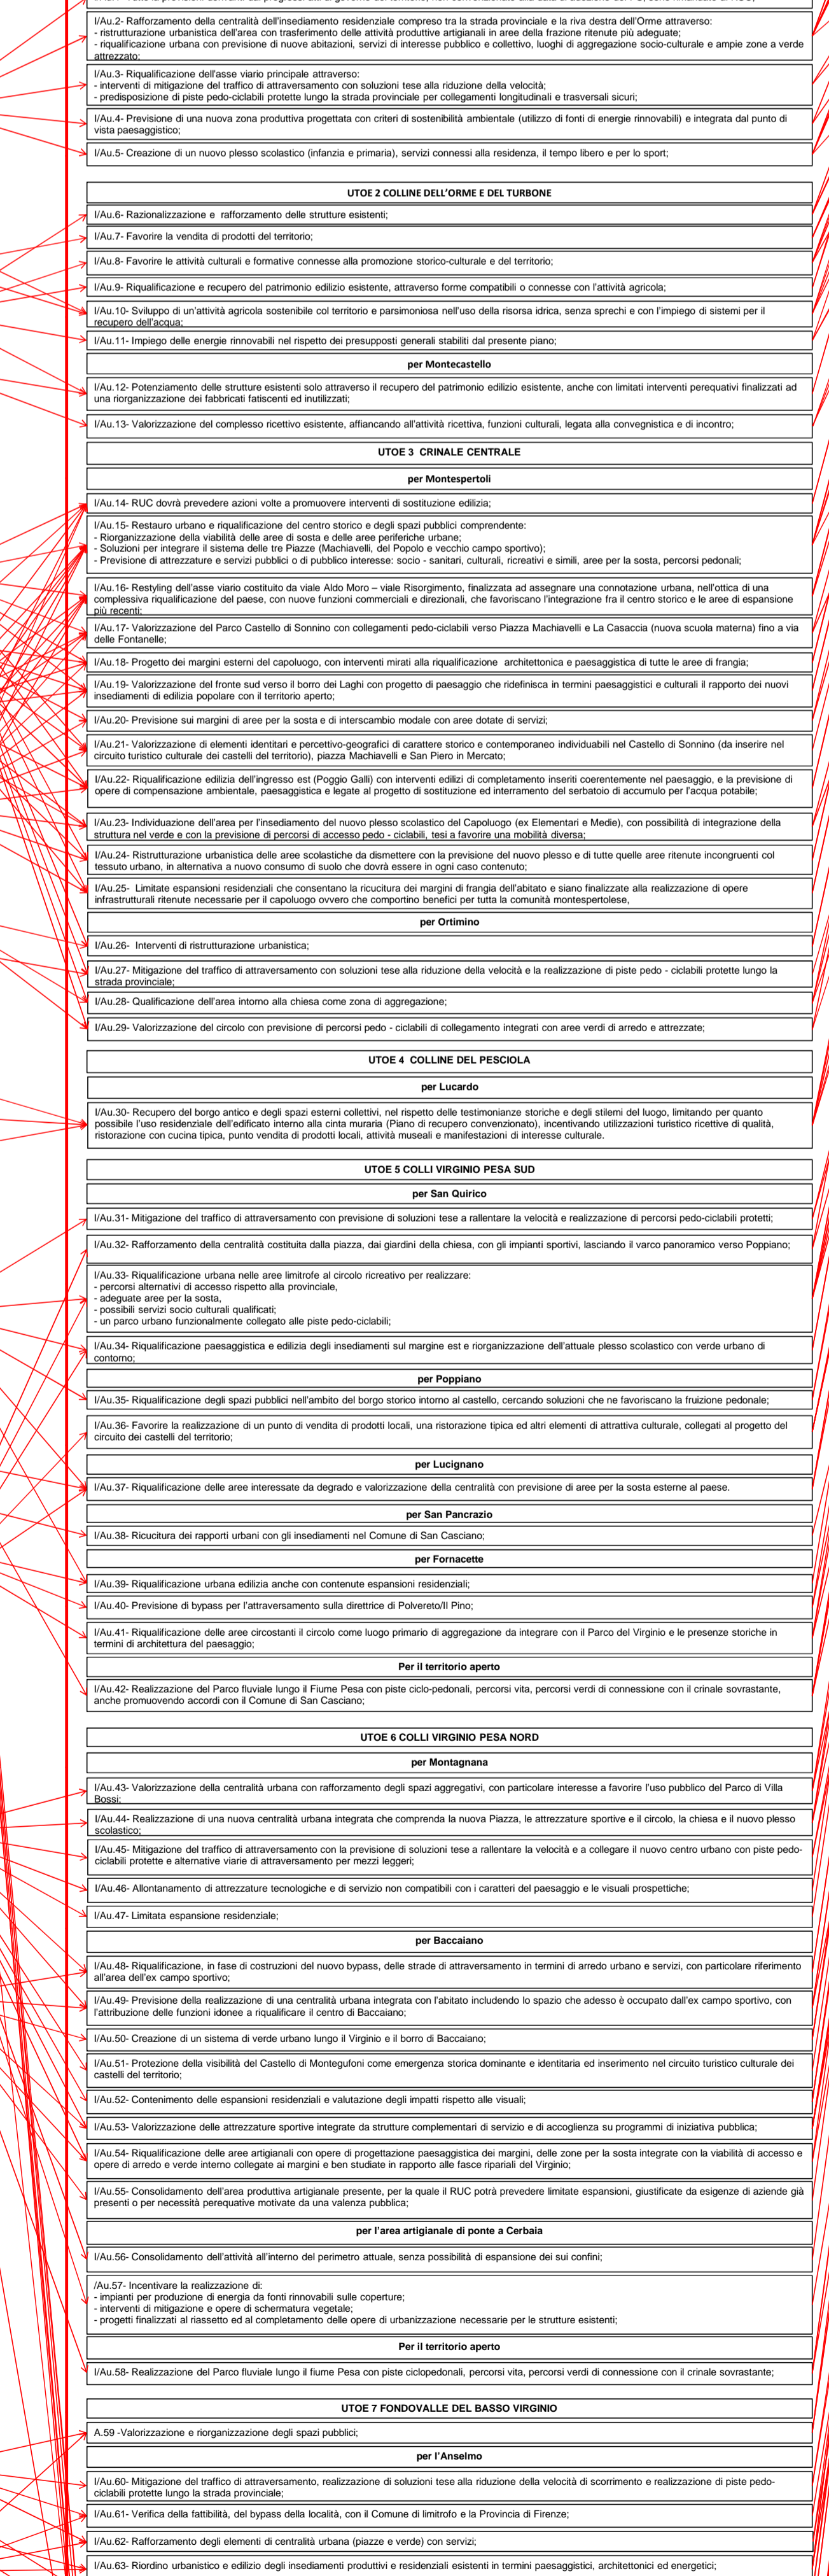 I/Au.2- Rafforzamento della centralità dell'insediamento residenziale compreso tra la strada provinciale e la riva destra dell'Orme attraverso:
- ristrutturazione urbanistica dell'area con trasferimento delle attività produttive artigianali in aree della frazione ritenute più adeguate;
- riqualificazione urbana con previsione di nuove abitazioni, servizi di interesse pubblico e collettivo, luoghi di aggregazione socio-culturale e ampie zone a verde
attrezzato;
I/Au.3- Riqualificazione dell'asse viario principale attraverso:
- interventi di mitigazione del traffico di attraversamento con soluzioni tese alla riduzione della velocità;
- predisposizione di piste pedo-ciclabili protette lungo la strada provinciale per collegamenti longitudinali e trasversali sicuri;
I/Au.4- Previsione di una nuova zona produttiva progettata con criteri di sostenibilità ambientale (utilizzo di fonti di energie rinnovabili) e integrata dal punto di
vista paesaggistico;
I/Au.5- Creazione di un nuovo plesso scolastico (infanzia e primaria), servizi connessi alla residenza, il tempo libero e per lo sport;
UTOE 2 COLLINE DELL'ORME E DEL TURBONE
I/Au.6- Razionalizzazione e rafforzamento delle strutture esistenti;
I/Au.7- Favorire la vendita di prodotti del territorio;
I/Au.8- Favorire le attività culturali e formative connesse alla promozione storico-culturale e del territorio;
I/Au.9- Riqualificazione e recupero del patrimonio edilizio esistente, attraverso forme compatibili o connesse con l'attività agricola;
I/Au.10- Sviluppo di un'attività agricola sostenibile col territorio e parsimoniosa nell'uso della risorsa idrica, senza sprechi e con l'impiego di sistemi per il
recupero dell'acqua;
I/Au.11- Impiego delle energie rinnovabili nel rispetto dei presupposti generali stabiliti dal presente piano;
per Montecastello
I/Au.12- Potenziamento delle strutture esistenti solo attraverso il recupero del patrimonio edilizio esistente, anche con limitati interventi perequativi finalizzati ad
una riorganizzazione dei fabbricati fatiscenti ed inutilizzati;
I/Au.13- Valorizzazione del complesso ricettivo esistente, affiancando all'attività ricettiva, funzioni culturali, legata alla convegnistica e di incontro;
UTOE 3 CRINALE CENTRALE
per Montespertoli
I/Au.14- RUC dovrà prevedere azioni volte a promuovere interventi di sostituzione edilizia;
I/Au.15- Restauro urbano e riqualificazione del centro storico e degli spazi pubblici comprendente:
- Riorganizzazione della viabilità delle aree di sosta e delle aree periferiche urbane;
- Soluzioni per integrare il sistema delle tre Piazze (Machiavelli, del Popolo e vecchio campo sportivo);
- Previsione di attrezzature e servizi pubblici o di pubblico interesse: socio - sanitari, culturali, ricreativi e simili, aree per la sosta, percorsi pedonali;
I/Au.16- Restyling dell'asse viario costituito da viale Aldo Moro – viale Risorgimento, finalizzata ad assegnare una connotazione urbana, nell'ottica di una
complessiva riqualificazione del paese, con nuove funzioni commerciali e direzionali, che favoriscano l'integrazione fra il centro storico e le aree di espansione
più recenti;
I/Au.17- Valorizzazione del Parco Castello di Sonnino con collegamenti pedo-ciclabili verso Piazza Machiavelli e La Casaccia (nuova scuola materna) fino a via
delle Fontanelle;
I/Au.18- Progetto dei margini esterni del capoluogo, con interventi mirati alla riqualificazione architettonica e paesaggistica di tutte le aree di frangia;
I/Au.19- Valorizzazione del fronte sud verso il borro dei Laghi con progetto di paesaggio che ridefinisca in termini paesaggistici e culturali il rapporto dei nuovi
insediamenti di edilizia popolare con il territorio aperto;
I/Au.20- Previsione sui margini di aree per la sosta e di interscambio modale con aree dotate di servizi;
I/Au.21- Valorizzazione di elementi identitari e percettivo-geografici di carattere storico e contemporaneo individuabili nel Castello di Sonnino (da inserire nel
circuito turistico culturale dei castelli del territorio), piazza Machiavelli e San Piero in Mercato;
I/Au.22- Riqualificazione edilizia dell'ingresso est (Poggio Galli) con interventi edilizi di completamento inseriti coerentemente nel paesaggio, e la previsione di
opere di compensazione ambientale, paesaggistica e legate al progetto di sostituzione ed interramento del serbatoio di accumulo per l'acqua potabile;
I/Au.23- Individuazione dell'area per l'insediamento del nuovo plesso scolastico del Capoluogo (ex Elementari e Medie), con possibilità di integrazione della
struttura nel verde e con la previsione di percorsi di accesso pedo - ciclabili, tesi a favorire una mobilità diversa;
I/Au.24- Ristrutturazione urbanistica delle aree scolastiche da dismettere con la previsione del nuovo plesso e di tutte quelle aree ritenute incongruenti col
tessuto urbano, in alternativa a nuovo consumo di suolo che dovrà essere in ogni caso contenuto;
I/Au.25- Limitate espansioni residenziali che consentano la ricucitura dei margini di frangia dell'abitato e siano finalizzate alla realizzazione di opere
infrastrutturali ritenute necessarie per il capoluogo ovvero che comportino benefici per tutta la comunità montespertolese,
per Ortimino
I/Au.26- Interventi di ristrutturazione urbanistica;
I/Au.27- Mitigazione del traffico di attraversamento con soluzioni tese alla riduzione della velocità e la realizzazione di piste pedo - ciclabili protette lungo la
strada provinciale;
I/Au.28- Qualificazione dell'area intorno alla chiesa come zona di aggregazione;
I/Au.29- Valorizzazione del circolo con previsione di percorsi pedo - ciclabili di collegamento integrati con aree verdi di arredo e attrezzate;
UTOE 4 COLLINE DEL PESCIOLA
per Lucardo
I/Au.30- Recupero del borgo antico e degli spazi esterni collettivi, nel rispetto delle testimonianze storiche e degli stilemi del luogo, limitando per quanto
possibile l'uso residenziale dell'edificato interno alla cinta muraria (Piano di recupero convenzionato), incentivando utilizzazioni turistico ricettive di qualità,
ristorazione con cucina tipica, punto vendita di prodotti locali, attività museali e manifestazioni di interesse culturale.
UTOE 5 COLLI VIRGINIO PESA SUD
per San Quirico
I/Au.31- Mitigazione del traffico di attraversamento con previsione di soluzioni tese a rallentare la velocità e realizzazione di percorsi pedo-ciclabili protetti;
I/Au.32- Rafforzamento della centralità costituita dalla piazza, dai giardini della chiesa, con gli impianti sportivi, lasciando il varco panoramico verso Poppiano;
I/Au.33- Riqualificazione urbana nelle aree limitrofe al circolo ricreativo per realizzare:
- percorsi alternativi di accesso rispetto alla provinciale,
- adeguate aree per la sosta,
- possibili servizi socio culturali qualificati;
- un parco urbano funzionalmente collegato alle piste pedo-ciclabili;
I/Au.34- Riqualificazione paesaggistica e edilizia degli insediamenti sul margine est e riorganizzazione dell'attuale plesso scolastico con verde urbano di
contorno;
per Poppiano
I/Au.35- Riqualificazione degli spazi pubblici nell'ambito del borgo storico intorno al castello, cercando soluzioni che ne favoriscano la fruizione pedonale;
I/Au.36- Favorire la realizzazione di un punto di vendita di prodotti locali, una ristorazione tipica ed altri elementi di attrattiva culturale, collegati al progetto del
circuito dei castelli del territorio;
per Lucignano
I/Au.37- Riqualificazione delle aree interessate da degrado e valorizzazione della centralità con previsione di aree per la sosta esterne al paese.
per San Pancrazio
I/Au.38- Ricucitura dei rapporti urbani con gli insediamenti nel Comune di San Casciano;
per Fornacette
I/Au.39- Riqualificazione urbana edilizia anche con contenute espansioni residenziali;
I/Au.40- Previsione di bypass per l'attraversamento sulla direttrice di Polvereto/Il Pino;
I/Au.41- Riqualificazione delle aree circostanti il circolo come luogo primario di aggregazione da integrare con il Parco del Virginio e le presenze storiche in
termini di architettura del paesaggio;
Per il territorio aperto
I/Au.42- Realizzazione del Parco fluviale lungo il Fiume Pesa con piste ciclo-pedonali, percorsi vita, percorsi verdi di connessione con il crinale sovrastante,
anche promuovendo accordi con il Comune di San Casciano;
UTOE 6 COLLI VIRGINIO PESA NORD
per Montagnana
I/Au.43- Valorizzazione della centralità urbana con rafforzamento degli spazi aggregativi, con particolare interesse a favorire l'uso pubblico del Parco di Villa
Bossi;
I/Au.44- Realizzazione di una nuova centralità urbana integrata che comprenda la nuova Piazza, le attrezzature sportive e il circolo, la chiesa e il nuovo plesso
scolastico;
I/Au.45- Mitigazione del traffico di attraversamento con la previsione di soluzioni tese a rallentare la velocità e a collegare il nuovo centro urbano con piste pedo-
ciclabili protette e alternative viarie di attraversamento per mezzi leggeri;
I/Au.46- Allontanamento di attrezzature tecnologiche e di servizio non compatibili con i caratteri del paesaggio e le visuali prospettiche;
I/Au.47- Limitata espansione residenziale;
per Baccaiano
I/Au.48- Riqualificazione, in fase di costruzioni del nuovo bypass, delle strade di attraversamento in termini di arredo urbano e servizi, con particolare riferimento
all'area dell'ex campo sportivo;
I/Au.49- Previsione della realizzazione di una centralità urbana integrata con l'abitato includendo lo spazio che adesso è occupato dall'ex campo sportivo, con
l'attribuzione delle funzioni idonee a riqualificare il centro di Baccaiano;
I/Au.50- Creazione di un sistema di verde urbano lungo il Virginio e il borro di Baccaiano;
I/Au.51- Protezione della visibilità del Castello di Montegufoni come emergenza storica dominante e identitaria ed inserimento nel circuito turistico culturale dei
castelli del territorio;
I/Au.52- Contenimento delle espansioni residenziali e valutazione degli impatti rispetto alle visuali;
I/Au.53- Valorizzazione delle attrezzature sportive integrate da strutture complementari di servizio e di accoglienza su programmi di iniziativa pubblica;
I/Au.54- Riqualificazione delle aree artigianali con opere di progettazione paesaggistica dei margini, delle zone per la sosta integrate con la viabilità di accesso e
opere di arredo e verde interno collegate ai margini e ben studiate in rapporto alle fasce ripariali del Virginio;
I/Au.55- Consolidamento dell'area produttiva artigianale presente, per la quale il RUC potrà prevedere limitate espansioni, giustificate da esigenze di aziende già
presenti o per necessità perequative motivate da una valenza pubblica;
per l'area artigianale di ponte a Cerbaia
I/Au.56- Consolidamento dell'attività all'interno del perimetro attuale, senza possibilità di espansione dei sui confini;
/Au.57- Incentivare la realizzazione di:
- impianti per produzione di energia da fonti rinnovabili sulle coperture;
- interventi di mitigazione e opere di schermatura vegetale;
- progetti finalizzati al riassetto ed al completamento delle opere di urbanizzazione necessarie per le strutture esistenti;
Per il territorio aperto
I/Au.58- Realizzazione del Parco fluviale lungo il fiume Pesa con piste ciclopedonali, percorsi vita, percorsi verdi di connessione con il crinale sovrastante;
UTOE 7 FONDOVALLE DEL BASSO VIRGINIO
A.59 -Valorizzazione e riorganizzazione degli spazi pubblici;
per l'Anselmo
I/Au.60- Mitigazione del traffico di attraversamento, realizzazione di soluzioni tese alla riduzione della velocità di scorrimento e realizzazione di piste pedo-
ciclabili protette lungo la strada provinciale;
I/Au.61- Verifica della fattibilità, del bypass della località, con il Comune di limitrofo e la Provincia di Firenze;
I/Au.62- Rafforzamento degli elementi di centralità urbana (piazze e verde) con servizi;
I/Au.63- Riordino urbanistico e edilizio degli insediamenti produttivi e residenziali esistenti in termini paesaggistici, architettonici ed energetici;